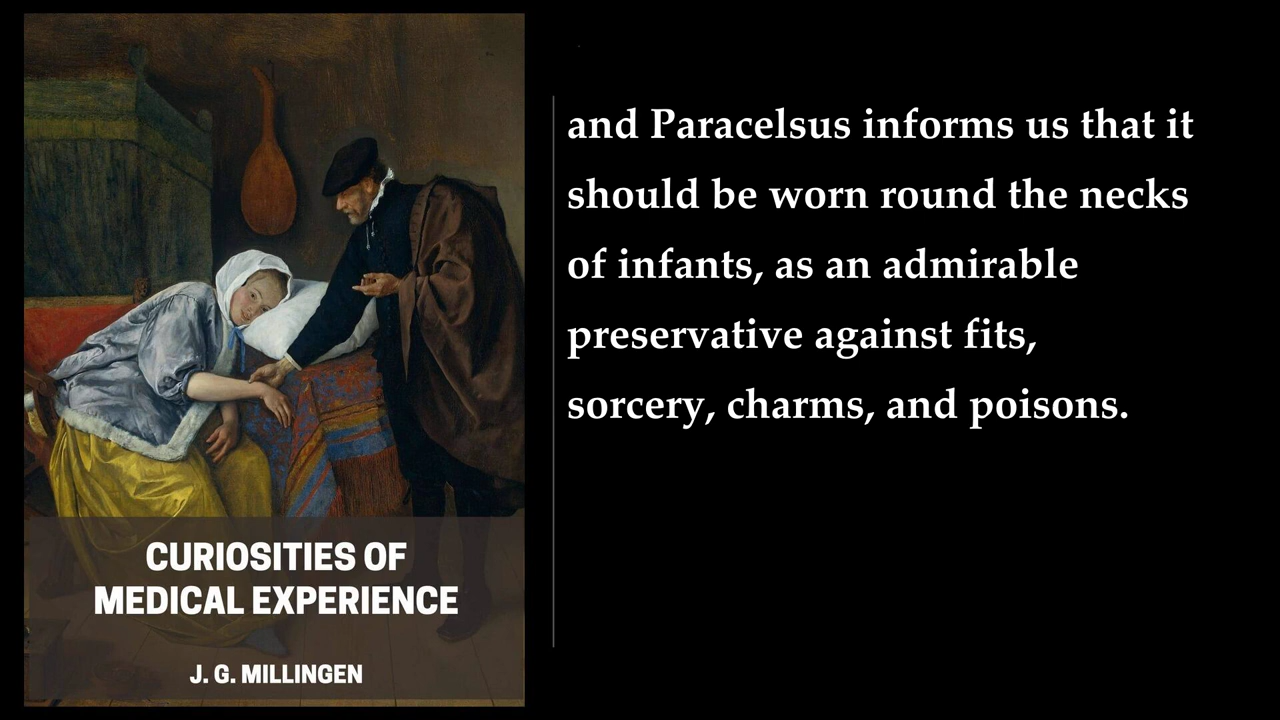 and Paracelsus informs us that it
should be worn round the necks
of infants, as an admirable
preservative against fits,
sorcery, charms, and poisons.
CURIOSITIES OF
MEDICAL EXPERIENCE
J. G. MILLINGEN